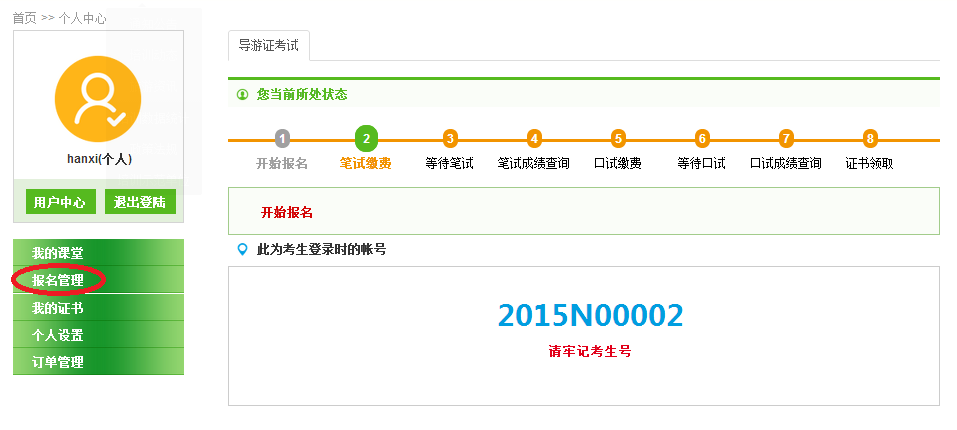 首页 >> 个人中心
hanxi(个人)
用户中心 退出登陆
我的课堂
报名管理
我的证书
个人设置
订单管理
导游证考试
您当前所处状态
1 2 3 4 5 6 7 8
开始报名 笔试缴费 等待笔试 笔试成绩查询 口试缴费 等待口试 口试成绩查询 证书领取
开始报名
此为考生登录时的帐号
2015N00002
请牢记考生号